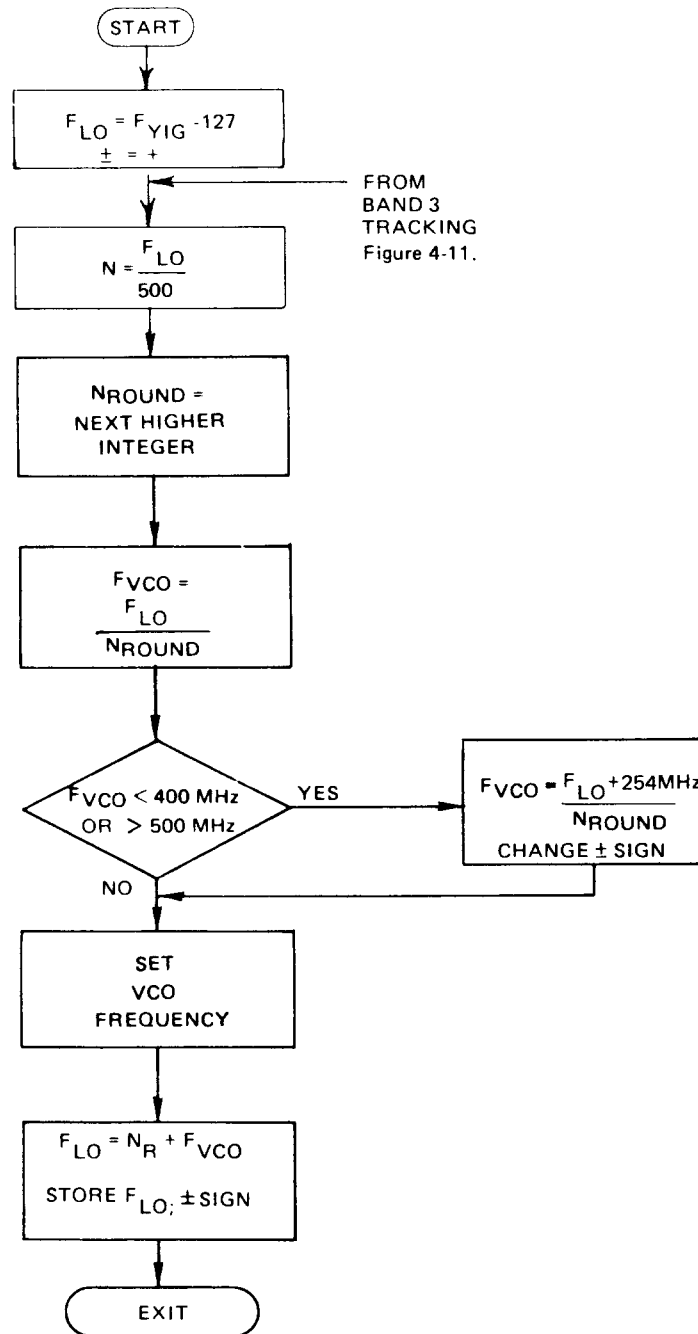 START
F_LO = F_YIG -127
± = +
FROM
BAND 3
TRACKING
Figure 4-11.
N = F_LO
500
N_ROUND =
NEXT HIGHER
INTEGER
F_VCO =
F_LO
N_ROUND
F_VCO < 400 MHz
OR > 500 MHz
YES
F_VCO = F_LO +254MHz
N_ROUND
CHANGE ± SIGN
NO
SET
VCO
FREQUENCY
F_LO = N_R + F_VCO
STORE F_LO; ± SIGN
EXIT